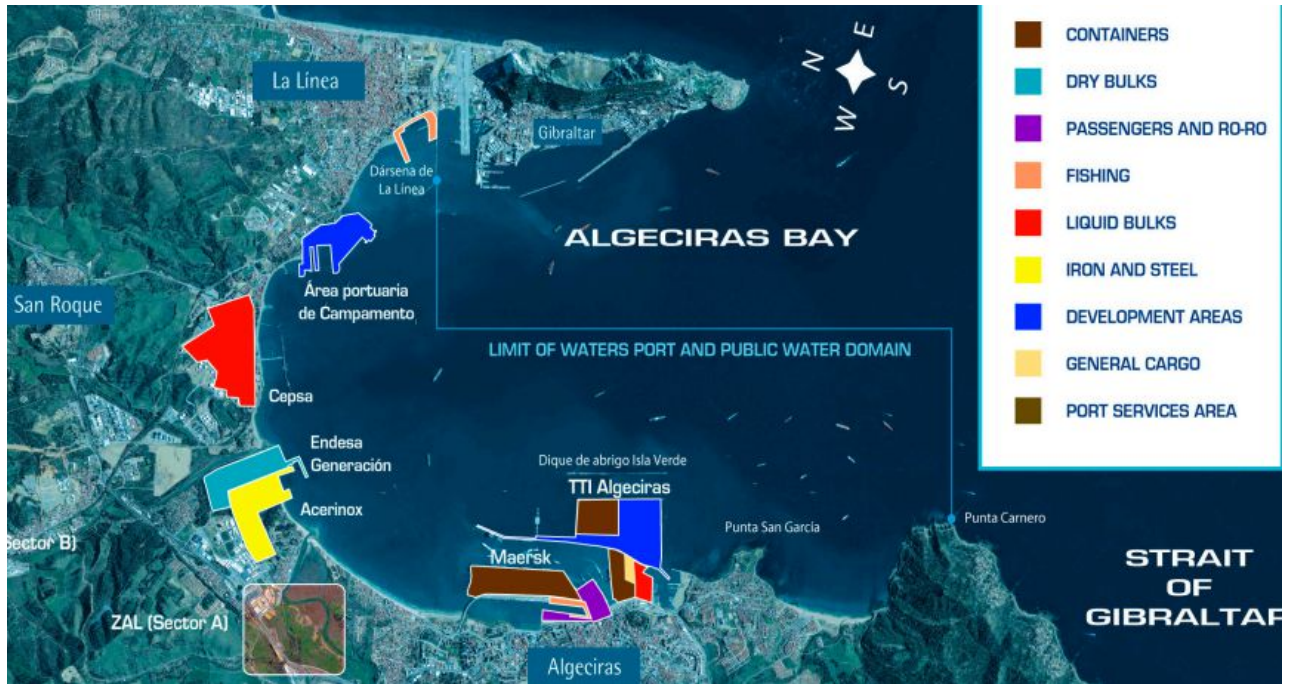 La Línea
Gibraltar
Dársena de
La Línea
ALGECIRAS BAY
N
E
S
W
CONTAINERS
DRY BULKS
PASSENGERS AND RO-RO
FISHING
LIQUID BULKS
IRON AND STEEL
DEVELOPMENT AREAS
GENERAL CARGO
PORT SERVICES AREA
San Roque
Área portuaria
de Campamento
LIMIT OF WATERS PORT AND PUBLIC WATER DOMAIN
Cepsa
Endesa
Generación
Acerinox
Dique de abrigo Isla Verde
TTI Algeciras
Punta San García
Punta Carnero
Maersk
Sector B)
ZAL (Sector A)
Algeciras
STRAIT
OF
GIBRALTAR